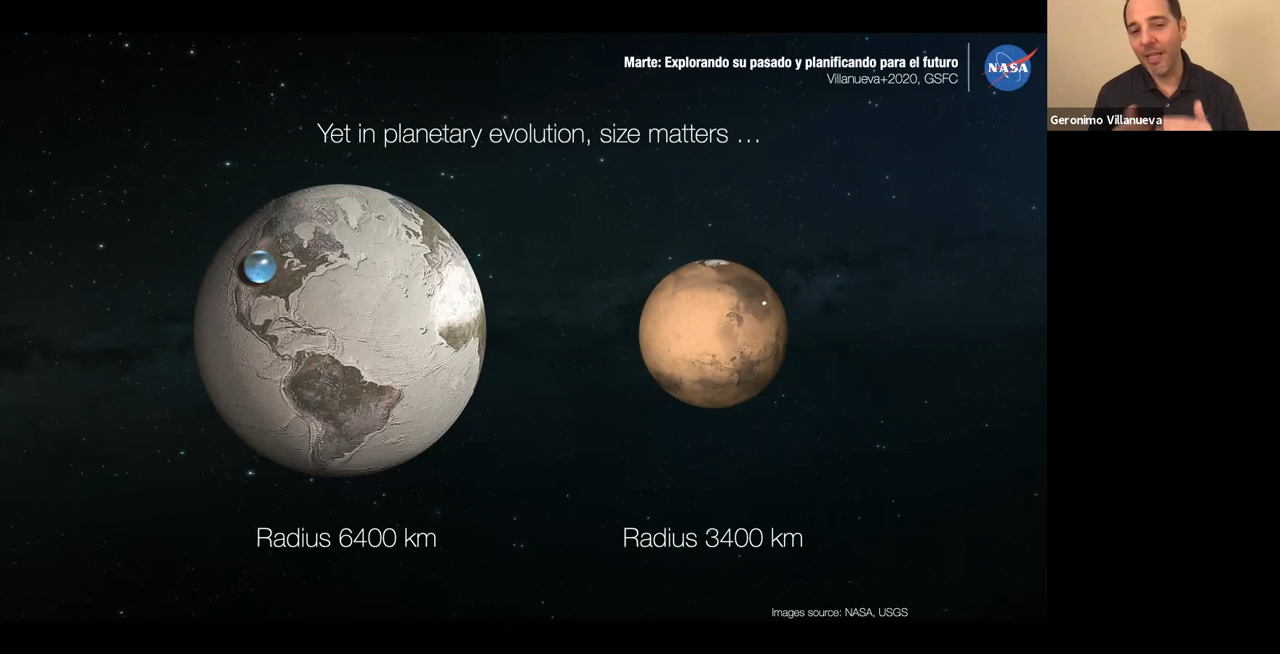 Marte: Explorando su pasado y planificando para el futuro
Villanueva+2020, GSFC
NASA
Geronimo Villanueva
Yet in planetary evolution, size matters …
Radius 6400 km
Radius 3400 km
Images source: NASA, USGS